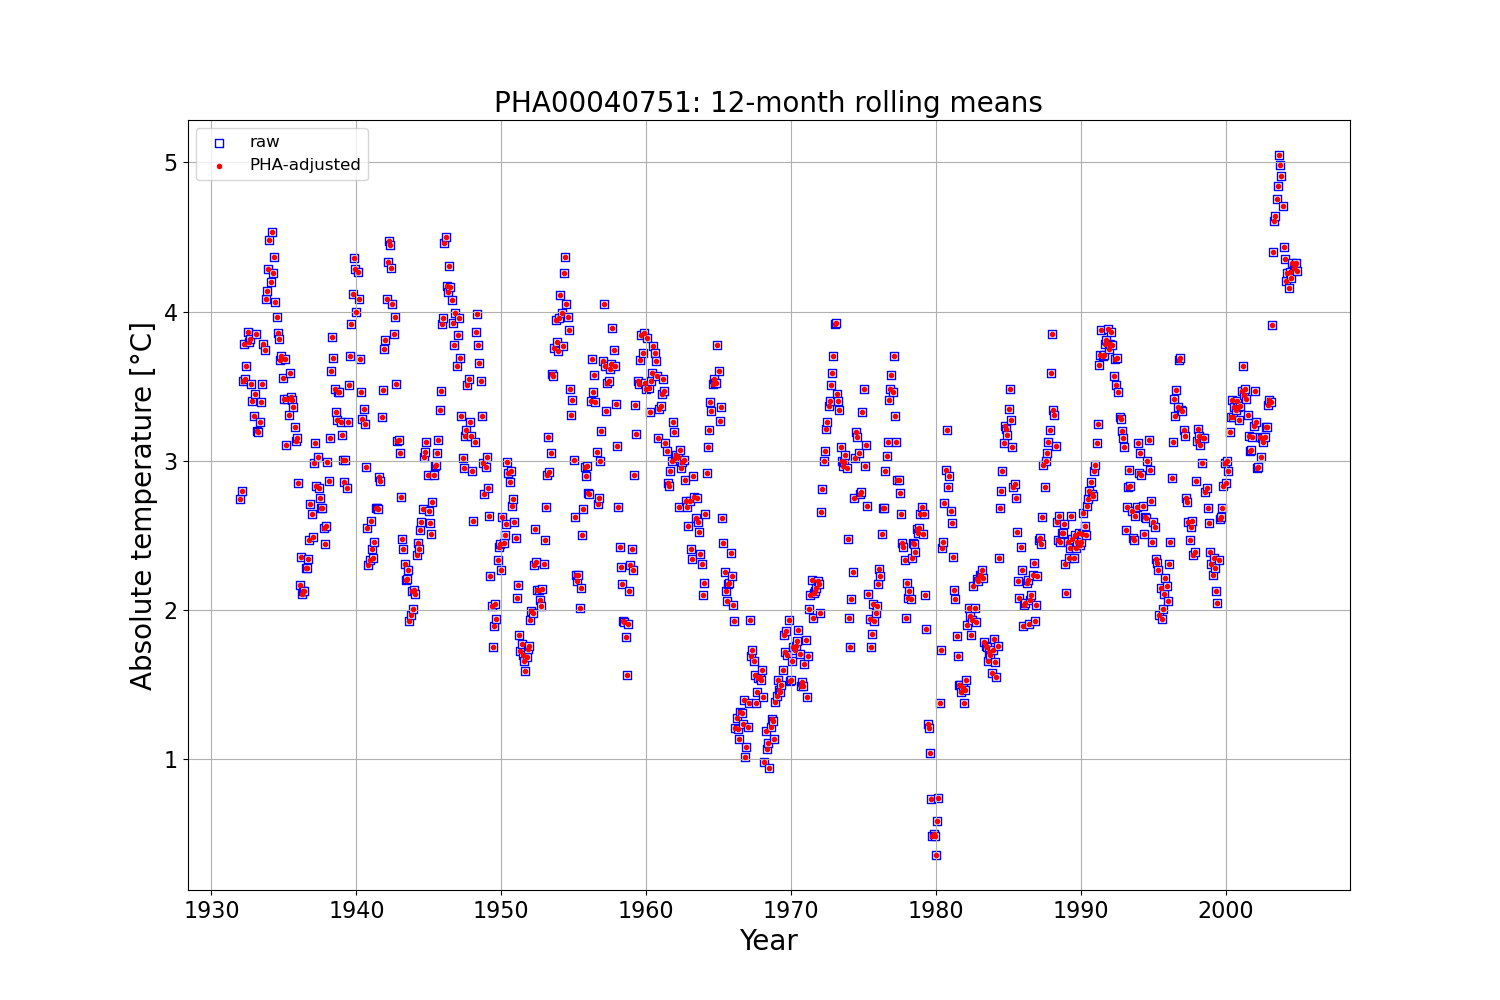 PHA00040751: 12-month rolling means
raw
PHA-adjusted
Absolute temperature [°C]
5
4
3
2
1
1930 1940 1950 1960 1970 1980 1990 2000
Year